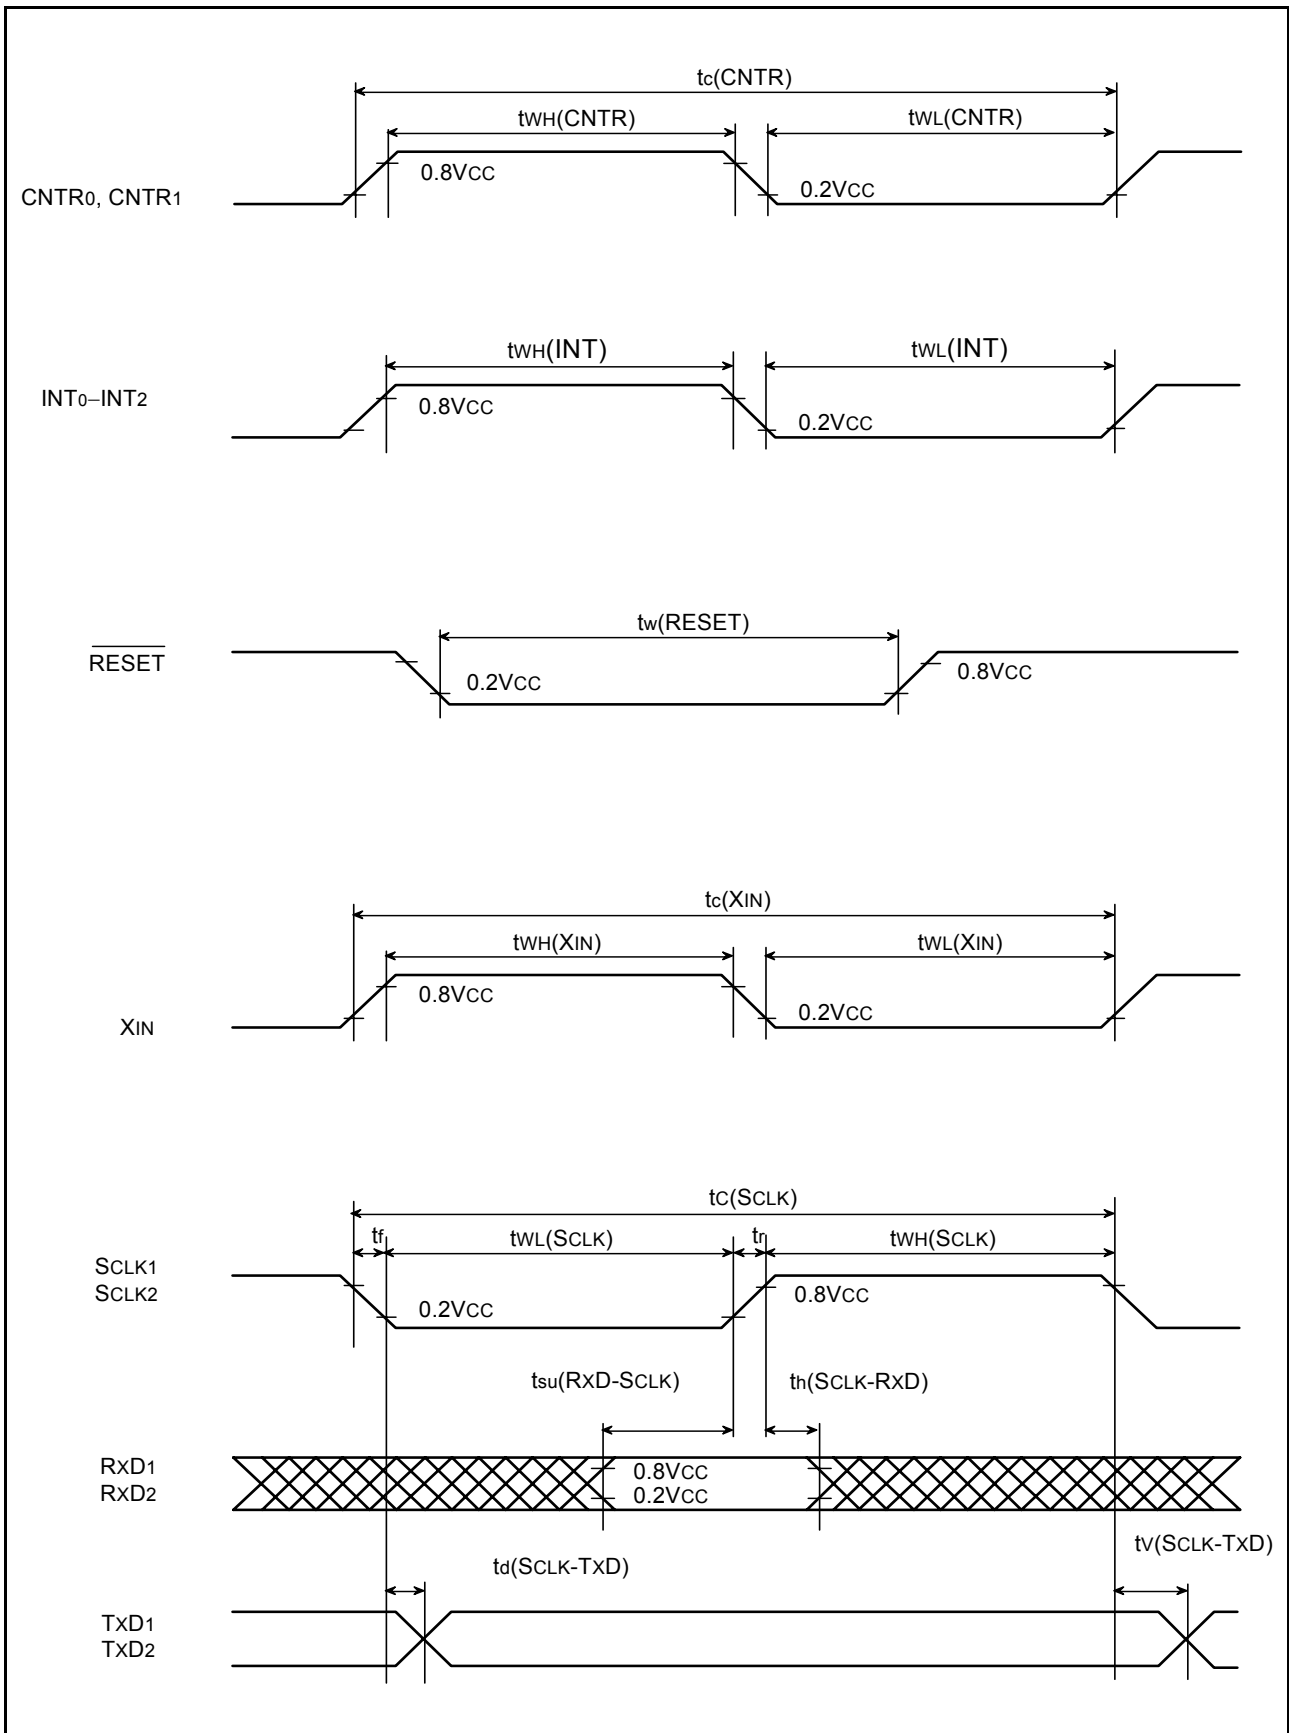 tc(CNTR)
tWH(CNTR)
tWL(CNTR)
0.8VCC
CNTR0, CNTR1
0.2VCC
tWH(INT)
tWL(INT)
INT0–INT2
0.8VCC
0.2VCC
tw(RESET)
RESET
0.2VCC
0.8VCC
tc(XIN)
tWH(XIN)
tWL(XIN)
0.8VCC
XIN
0.2VCC
tC(SCLK)
tf
tWL(SCLK)
tr
tWH(SCLK)
SCLK1
SCLK2
0.2VCC
0.8VCC
tsu(RXD-SCLK)
th(SCLK-RXD)
RXD1
RXD2
0.8VCC
0.2VCC
td(SCLK-TXD)
tV(SCLK-TXD)
TXD1
TXD2